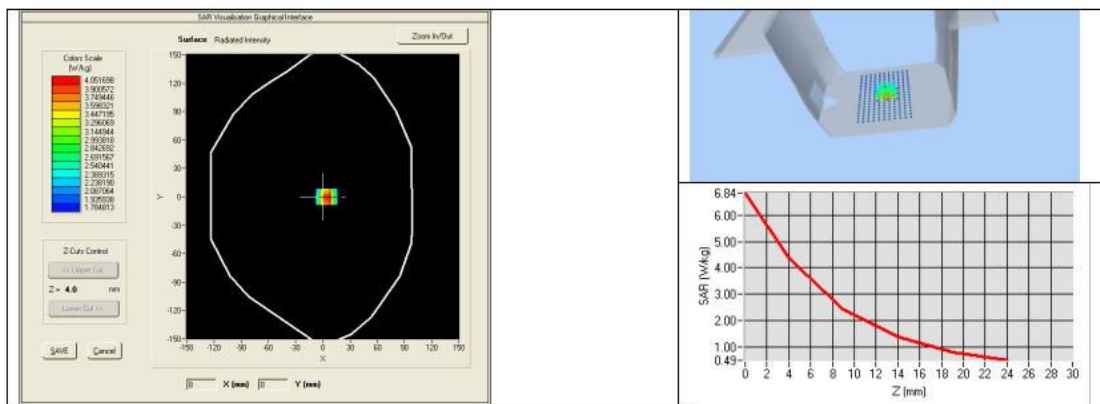 SAR Visualisation Graphical Interface
Surface Radiated Intensity
Zoom In/Out
Colors Scale
(W/kg)
4.051698
3.900572
3.749446
3.598321
3.447195
3.296069
3.144944
2.993818
2.842692
2.691567
2.540441
2.389315
2.238190
2.087064
1.935938
1.784813
150
120
90
60
30
0
-30
-60
-90
-120
-150
Y
-150 -120 -90 -60 -30 0 30 60 90 120 150
X
Z-Cuts Control
<< Upper Cut
Z = 4.0 mm
Lower Cut >>
SAVE Cancel
0 X (mm) 0 Y (mm)
6.84
6.00
5.00
4.00
3.00
2.00
1.00
0.49
SAR (W/kg)
0 2 4 6 8 10 12 14 16 18 20 22 24 26 28 30
Z (mm)